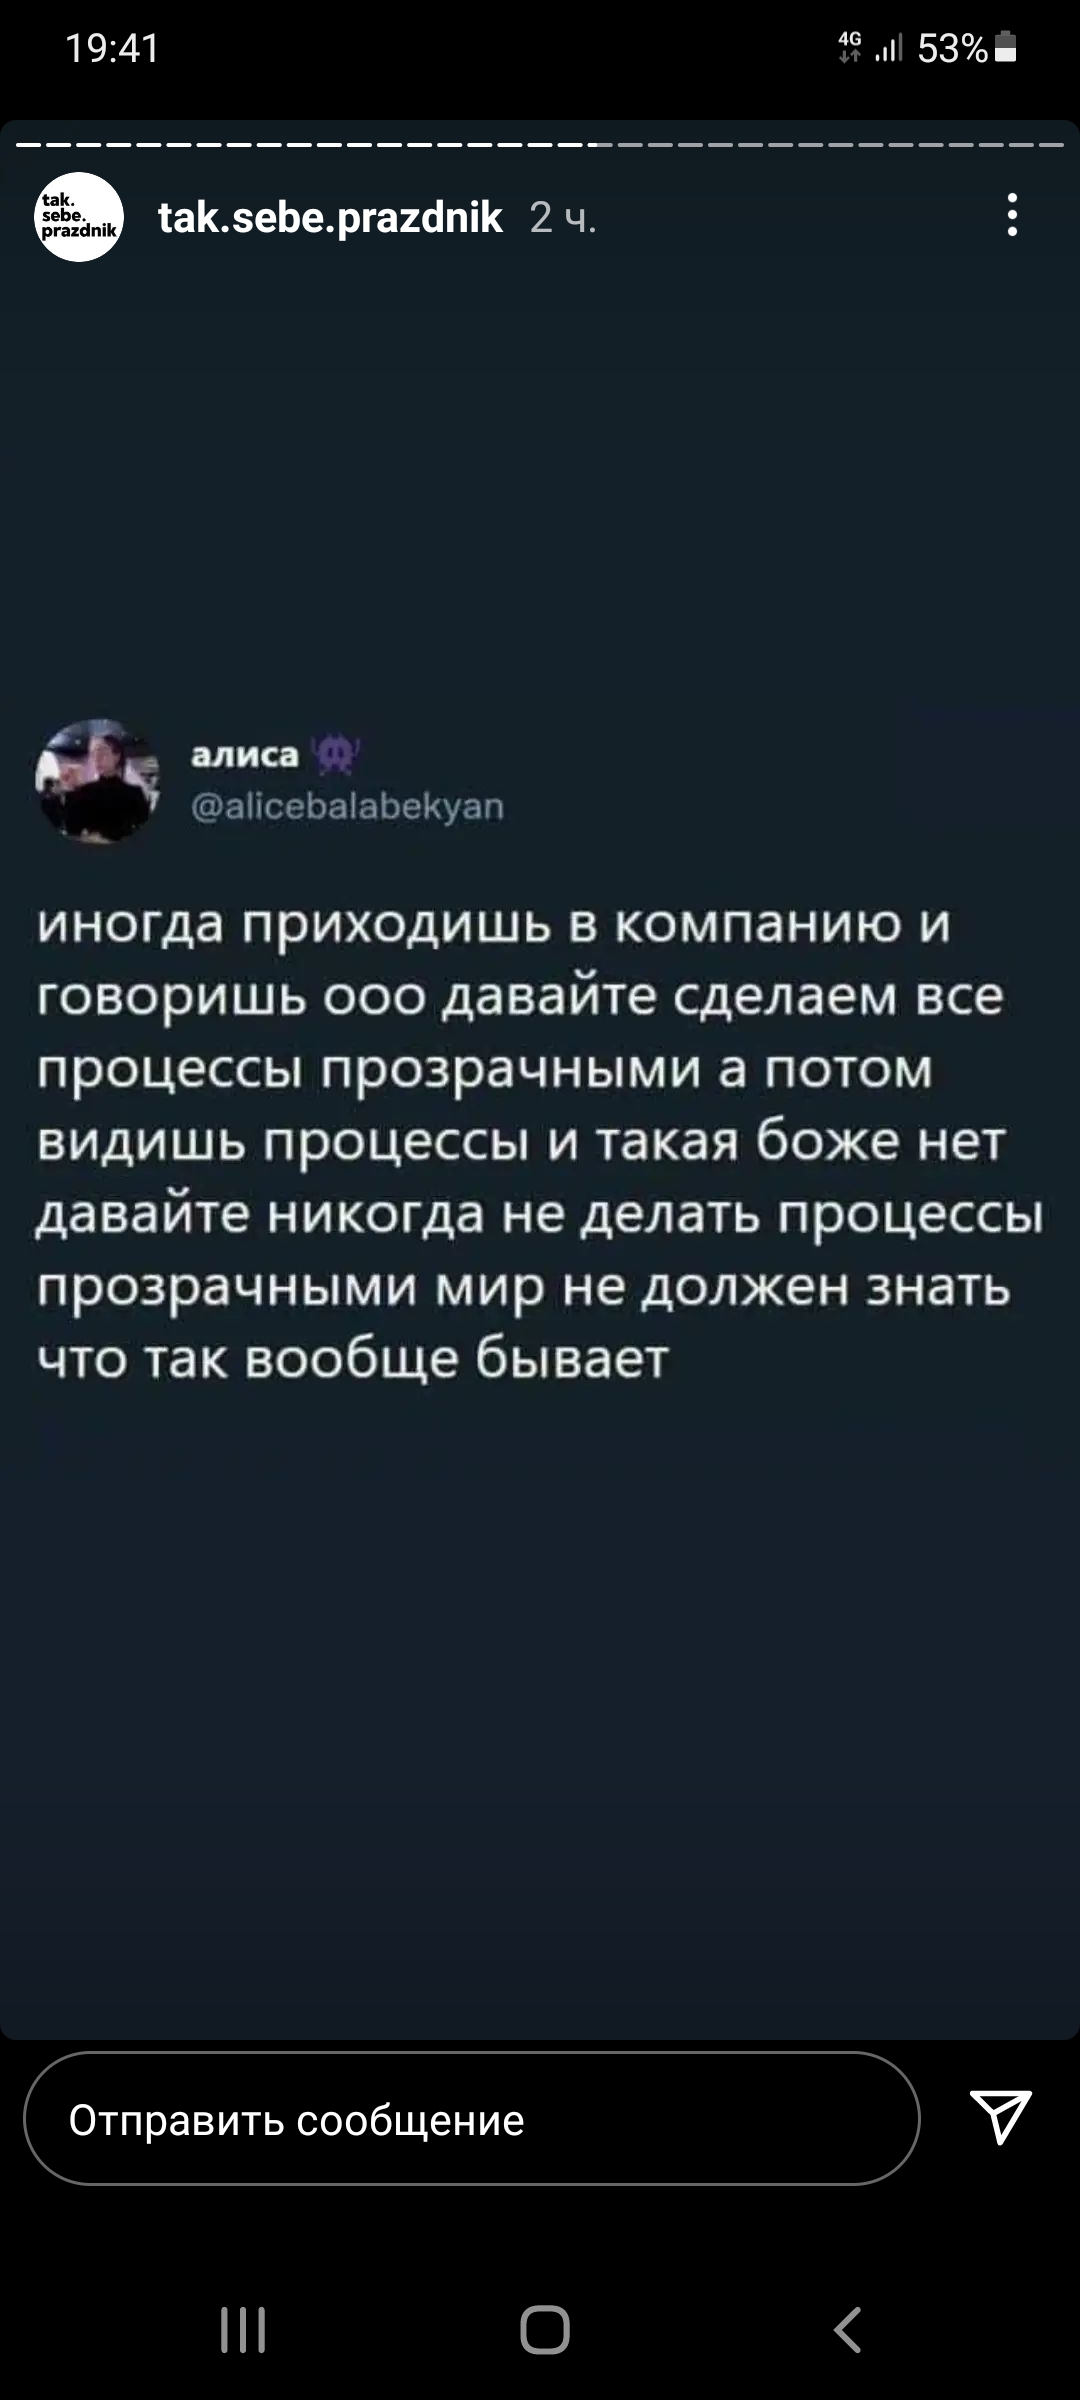 19:41
4G 53%
tak.
sebe.
prazdnik
tak.sebe.prazdnik 2 ч.
алиса
@alicebalabekyan
иногда приходишь в компанию и
говоришь ооо давайте сделаем все
процессы прозрачными а потом
видишь процессы и такая боже нет
давайте никогда не делать процессы
прозрачными мир не должен знать
что так вообще бывает
Отправить сообщение